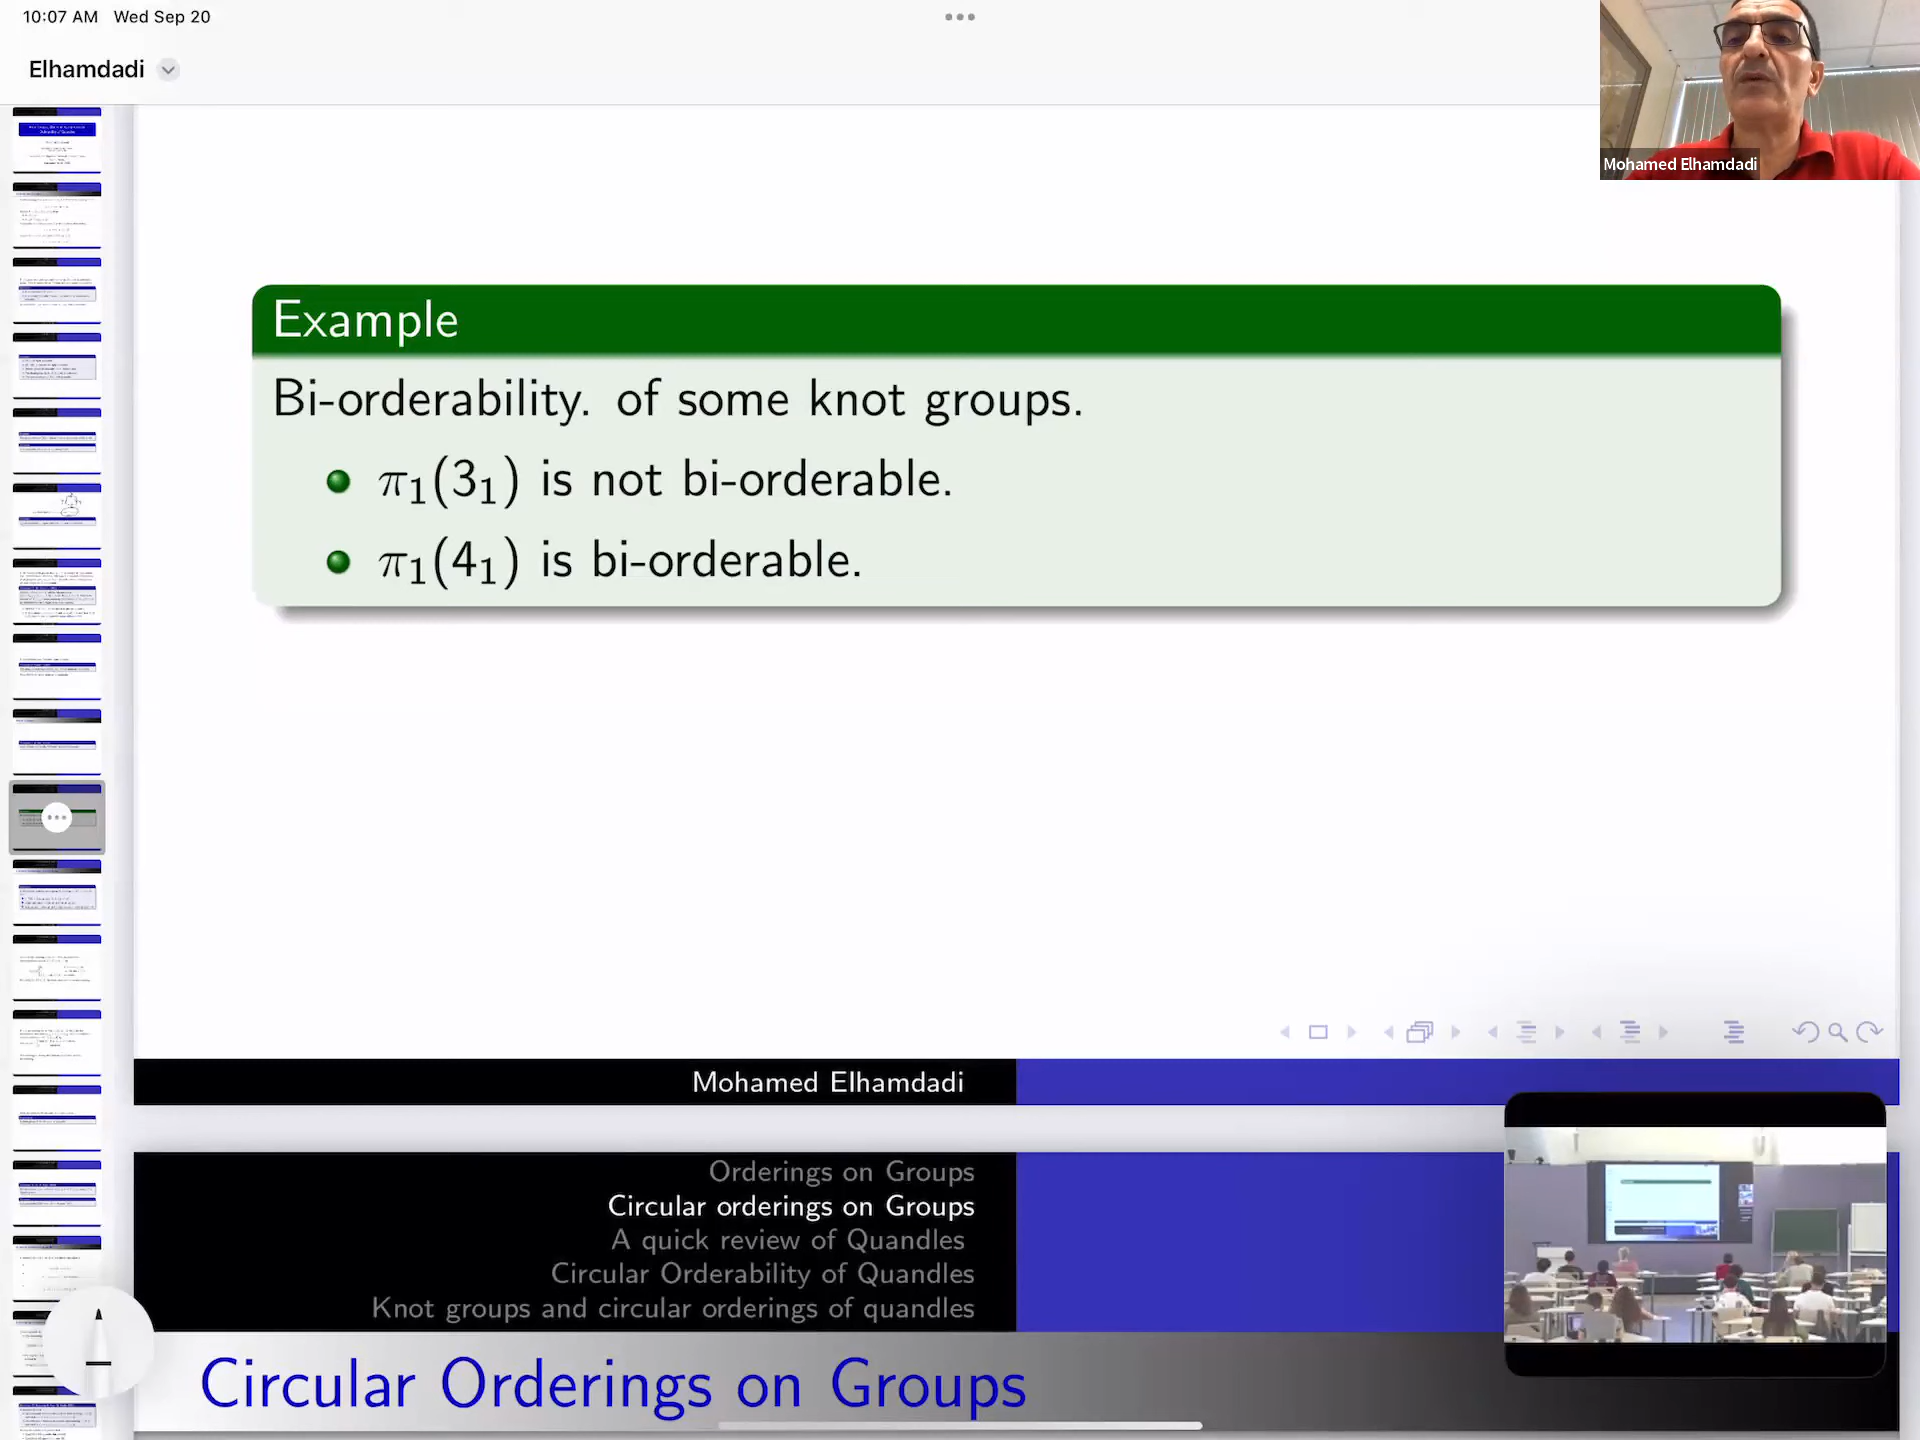 10:07 AM Wed Sep 20
Elhamdadi
Mohamed Elhamdadi
Example
Bi-orderability. of some knot groups.
π₁(3₁) is not bi-orderable.
π₁(4₁) is bi-orderable.
Mohamed Elhamdadi
Orderings on Groups
Circular orderings on Groups
A quick review of Quandles
Circular Orderability of Quandles
Knot groups and circular orderings of quandles
Circular Orderings on Groups